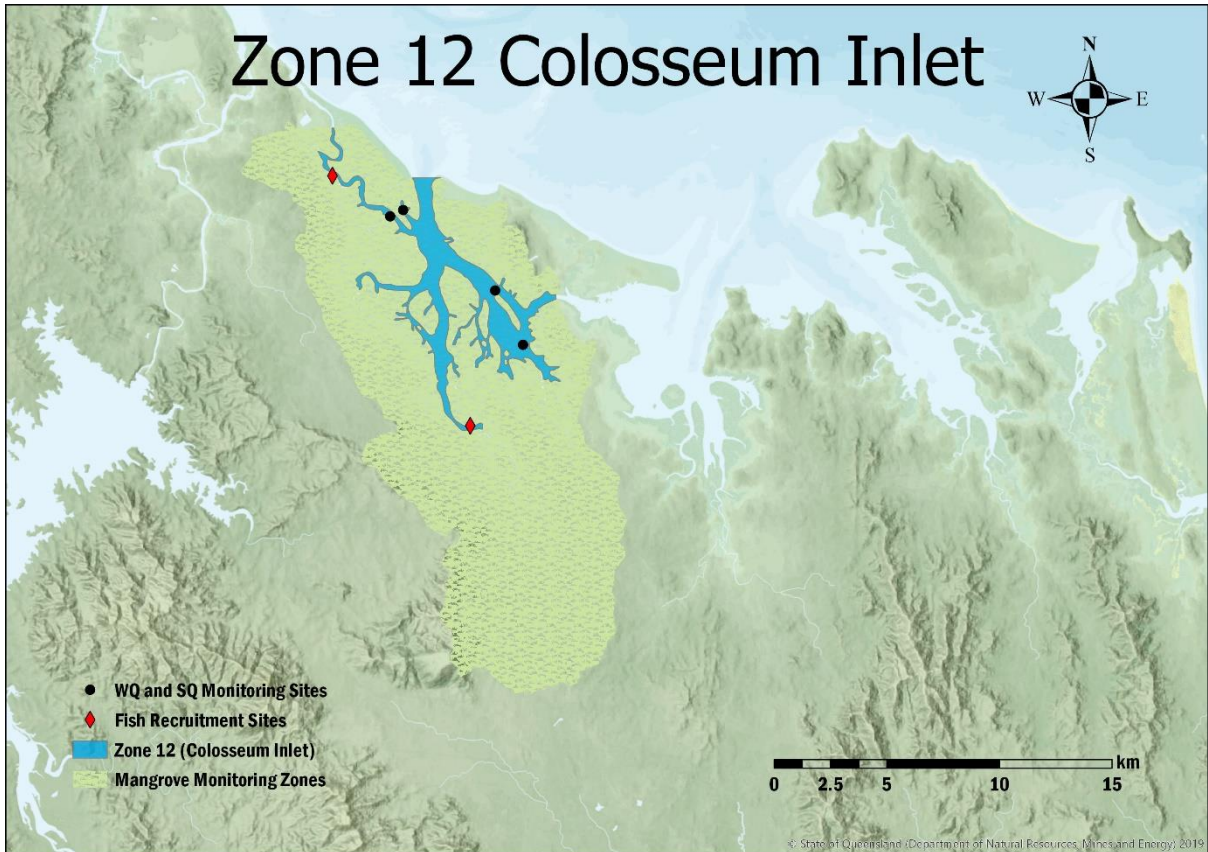 Zone 12 Colosseum Inlet
N
W E
S
WQ and SQ Monitoring Sites
Fish Recruitment Sites
Zone 12 (Colosseum Inlet)
Mangrove Monitoring Zones
km
0 2.5 5 10 15
© State of Queensland (Department of Natural Resources, Mines and Energy) 2019